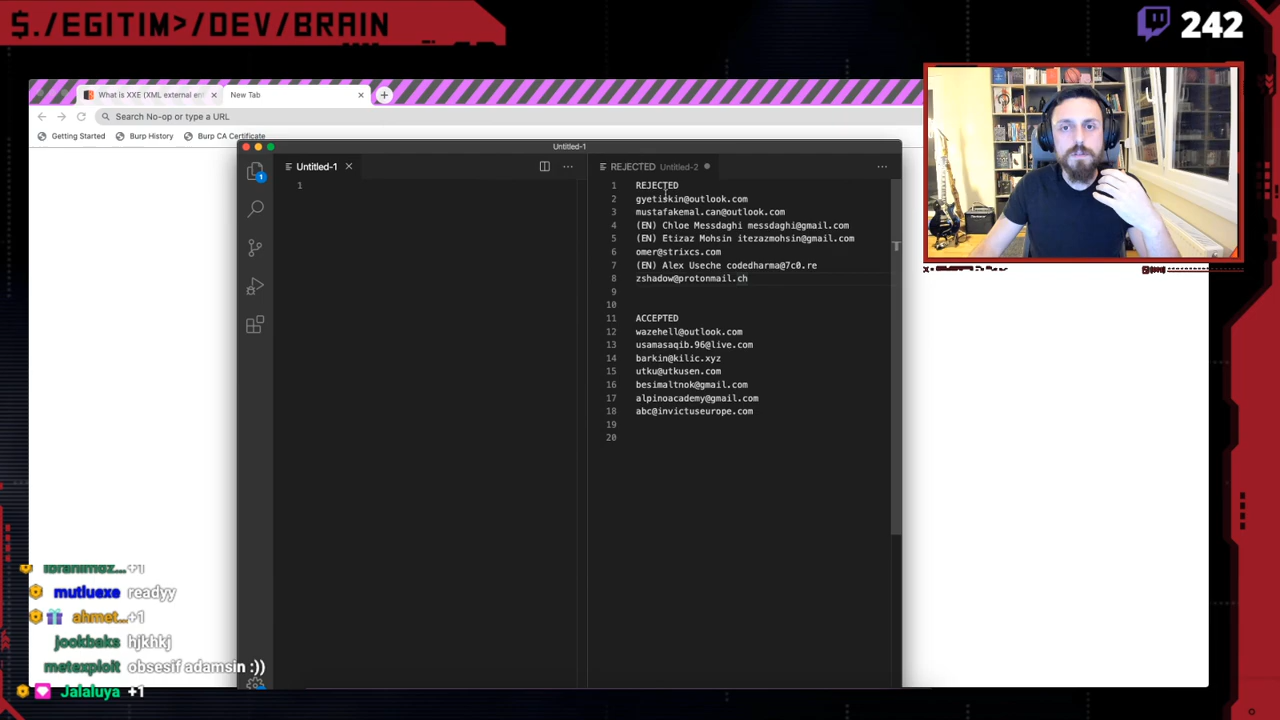 $./EGITIM>/DEV/BRAIN
242
What is XXE (XML external en
New Tab
Search No-op or type a URL
Getting Started
Burp History
Burp CA Certificate
Untitled-1
Untitled-1
REJECTED Untitled-2
1
1 REJECTED
2 gyetiskin@outlook.com
3 mustafakemal.can@outlook.com
4 (EN) Chloe Messdaghi messdaghi@gmail.com
5 (EN) Etizaz Mohsin itezazmohsin@gmail.com
6 omer@strixcs.com
7 (EN) Alex Useche codedharma@7c0.re
8 zshadow@protonmail.ch
9
10
11 ACCEPTED
12 wazehell@outlook.com
13 usamasaqib.96@live.com
14 barkin@kilic.xyz
15 utku@utkusen.com
16 besimaltnok@gmail.com
17 alpinoacademy@gmail.com
18 abc@invictuseurope.com
19
20
1
+1
mutluexe readyy
ahmet... +1
jookbaks hjkhkj
metexploit obsesif adamsin :))
Jalaluya +1